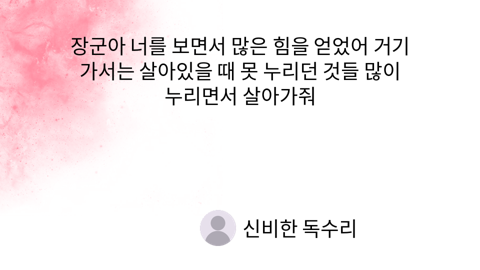 장군아 너를 보면서 많은 힘을 얻었어 거기
가서는 살아있을 때 못 누리던 것들 많이
누리면서 살아가줘
신비한 독수리